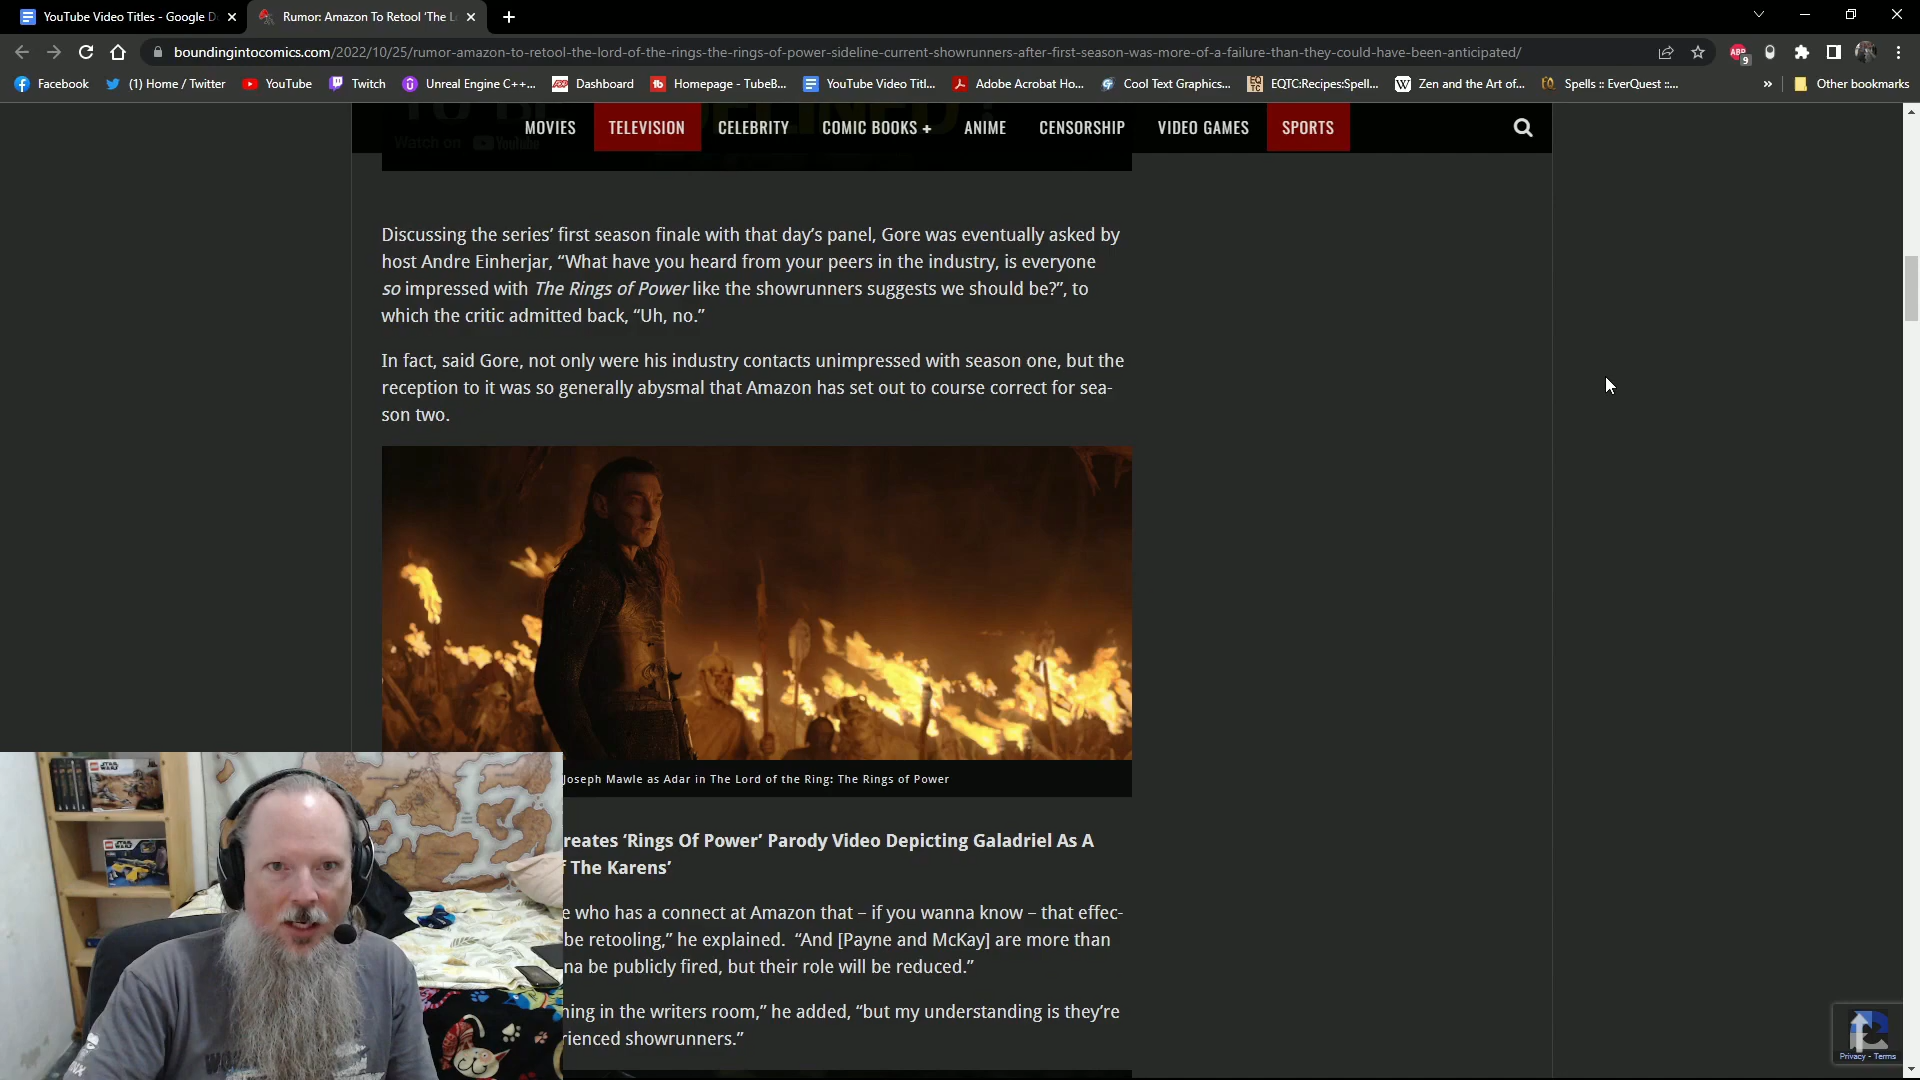 YouTube Video Titles - Google D
Rumor: Amazon To Retool 'The L
boundingintocomics.com/2022/10/25/rumor-amazon-to-retool-the-lord-of-the-rings-the-rings-of-power-sideline-current-showrunners-after-first-season-was-more-of-a-failure-than-they-could-have-been-anticipated/
ABP
9
Facebook
(1) Home / Twitter
YouTube
Twitch
Unreal Engine C++...
Dashboard
Homepage - TubeB...
YouTube Video Titl...
Adobe Acrobat Ho...
Cool Text Graphics...
EQTC:Recipes:Spell...
Zen and the Art of...
Spells :: EverQuest ::...
»
Other bookmarks
MOVIES
TELEVISION
CELEBRITY
COMIC BOOKS +
ANIME
CENSORSHIP
VIDEO GAMES
SPORTS
Watch on YouTube
Discussing the series’ first season finale with that day’s panel, Gore was eventually asked by
host Andre Einherjar, “What have you heard from your peers in the industry, is everyone
so impressed with The Rings of Power like the showrunners suggests we should be?”, to
which the critic admitted back, “Uh, no.”
In fact, said Gore, not only were his industry contacts unimpressed with season one, but the
reception to it was so generally abysmal that Amazon has set out to course correct for sea-
son two.
Joseph Mawle as Adar in The Lord of the Ring: The Rings of Power
reates ‘Rings Of Power’ Parody Video Depicting Galadriel As A
f The Karens’
e who has a connect at Amazon that – if you wanna know – that effec-
be retooling,” he explained. “And [Payne and McKay] are more than
na be publicly fired, but their role will be reduced.”
ning in the writers room,” he added, “but my understanding is they’re
rienced showrunners.”
STAR WARS
Privacy - Terms